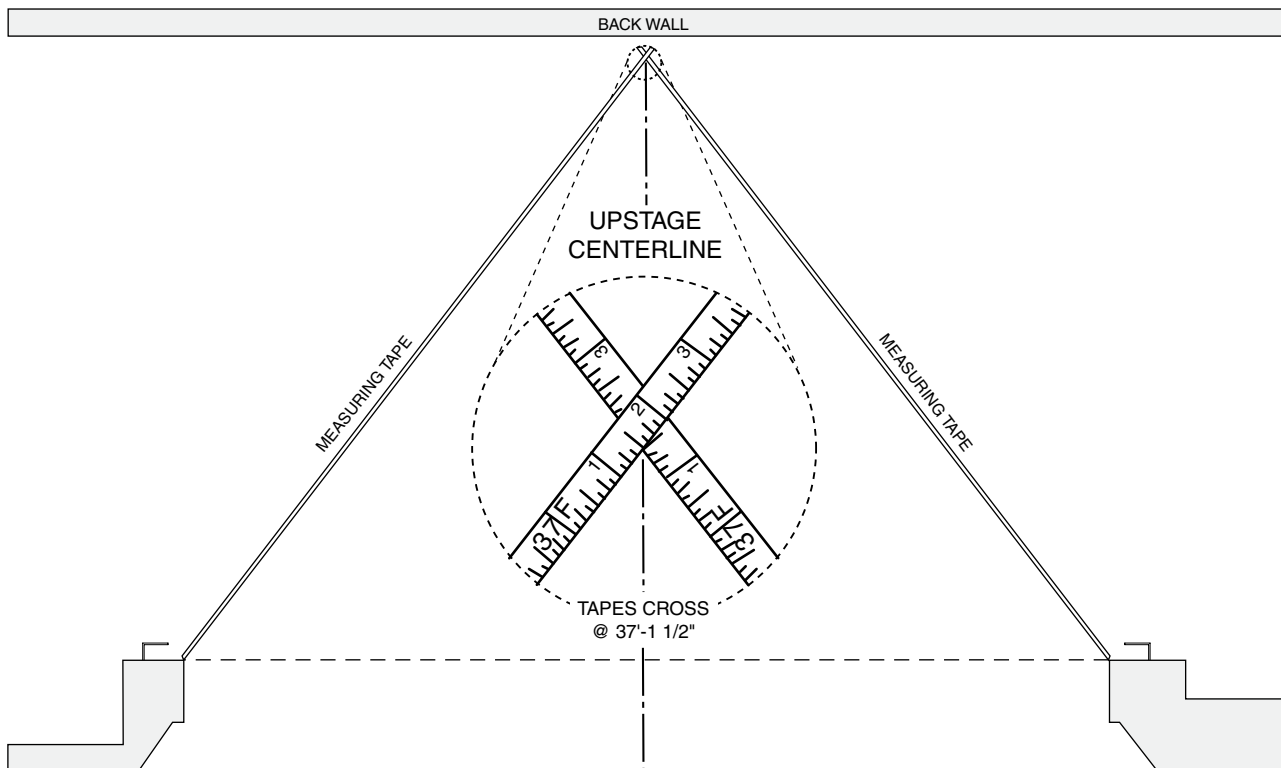 BACK WALL
UPSTAGE
CENTERLINE
MEASURING TAPE
MEASURING TAPE
3
3
2
1
1
37F
37F
TAPES CROSS
@ 37'-1 1/2"